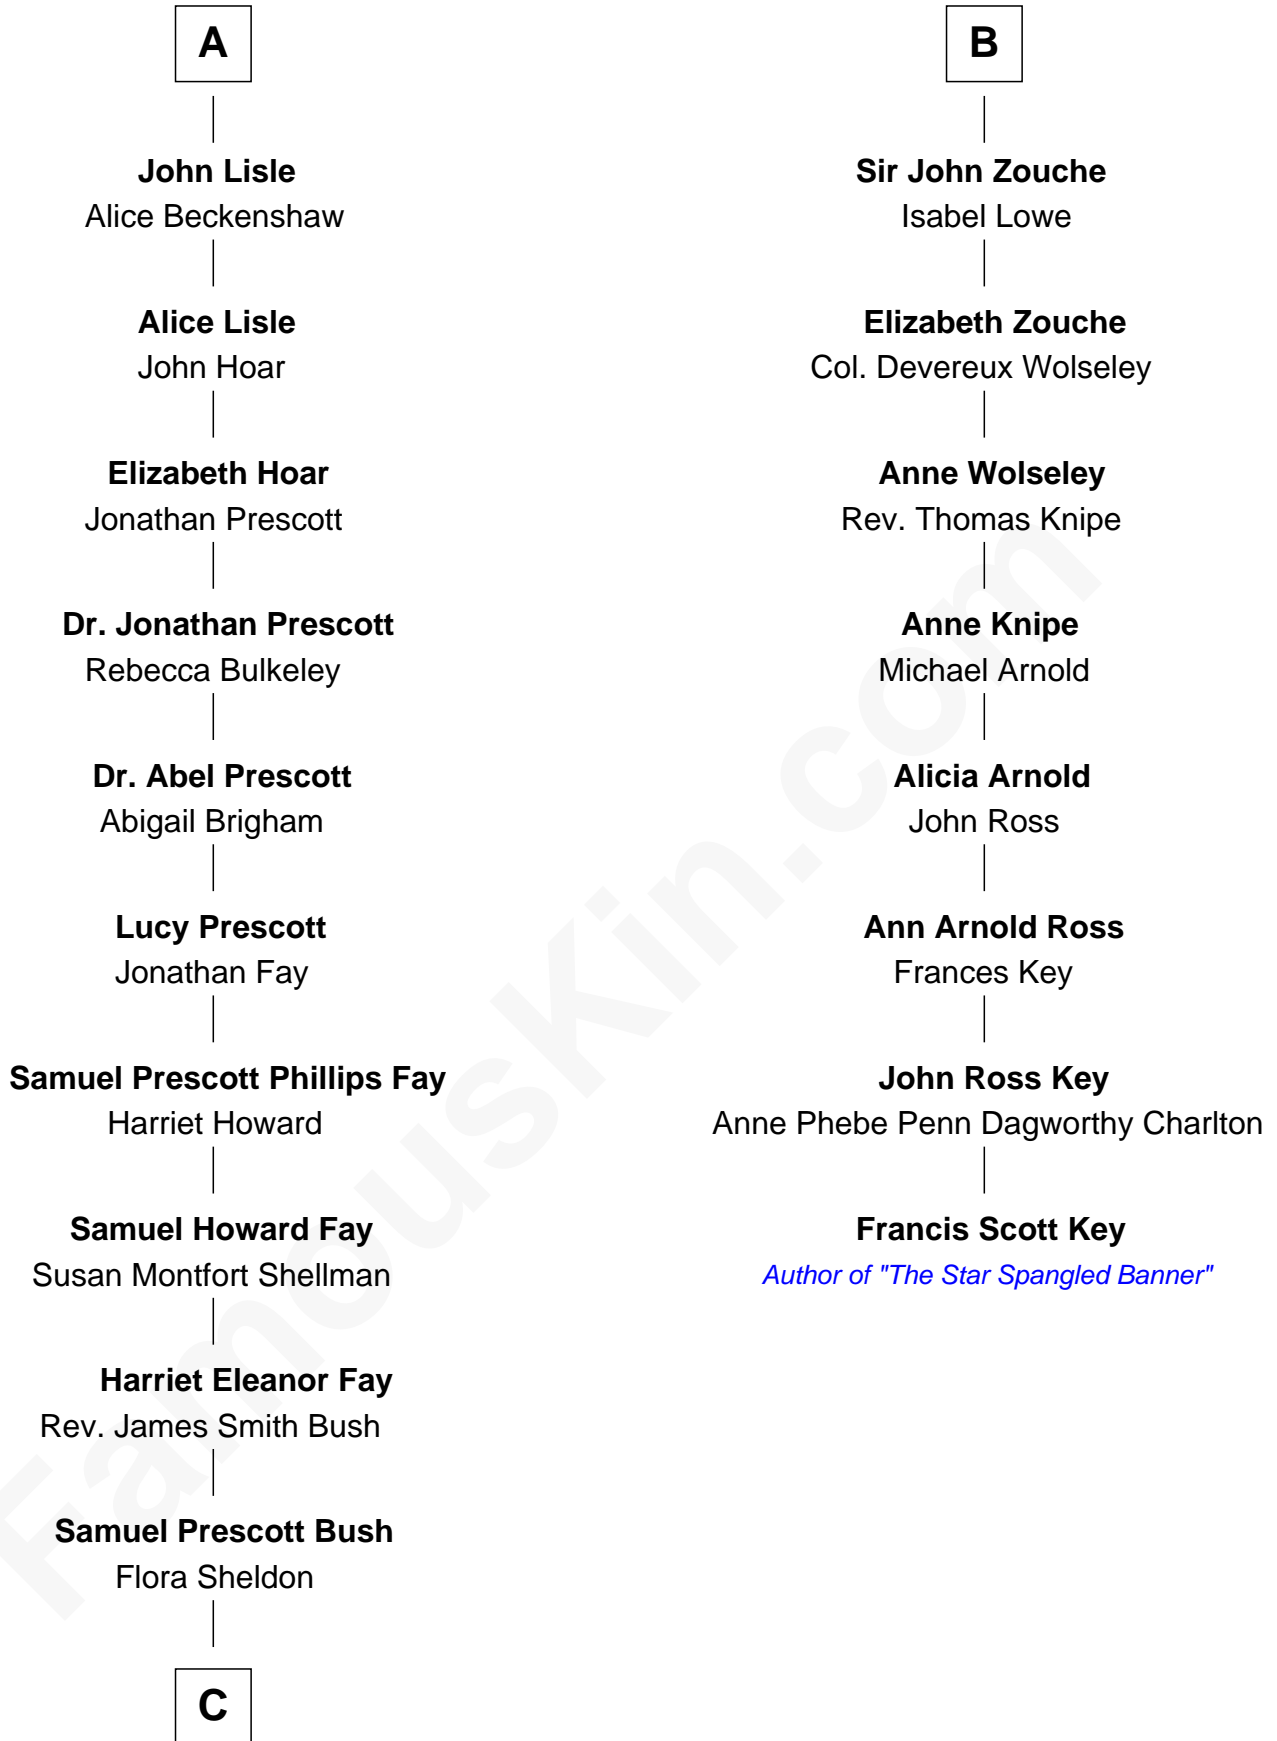 A
John Lisle
Alice Beckenshaw
Alice Lisle
John Hoar
Elizabeth Hoar
Jonathan Prescott
Dr. Jonathan Prescott
Rebecca Bulkeley
Dr. Abel Prescott
Abigail Brigham
Lucy Prescott
Jonathan Fay
Samuel Prescott Phillips Fay
Harriet Howard
Samuel Howard Fay
Susan Montfort Shellman
Harriet Eleanor Fay
Rev. James Smith Bush
Samuel Prescott Bush
Flora Sheldon
C
B
Sir John Zouche
Isabel Lowe
Elizabeth Zouche
Col. Devereux Wolseley
Anne Wolseley
Rev. Thomas Knipe
Anne Knipe
Michael Arnold
Alicia Arnold
John Ross
Ann Arnold Ross
Frances Key
John Ross Key
Anne Phebe Penn Dagworthy Charlton
Francis Scott Key
Author of "The Star Spangled Banner"
FamousKin.com